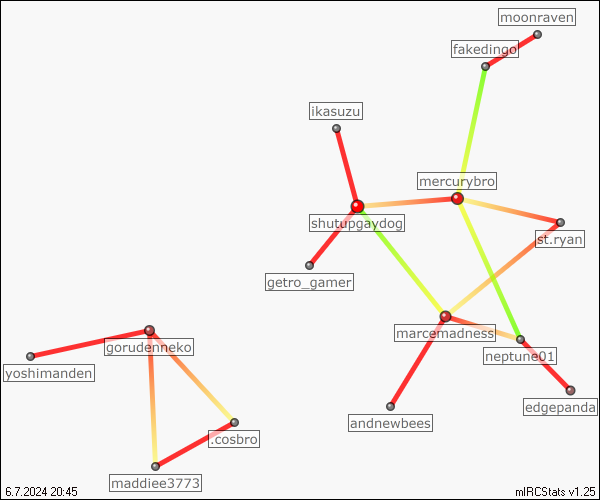 moonraven
fakedingo
ikasuzu
mercurybro
shutupgaydog
st.ryan
getro_gamer
marcemadness
gorudenneko
neptune01
yoshimanden
edgepanda
andnewbees
.cosbro
maddiee3773
6.7.2024 20:45
mIRCStats v1.25